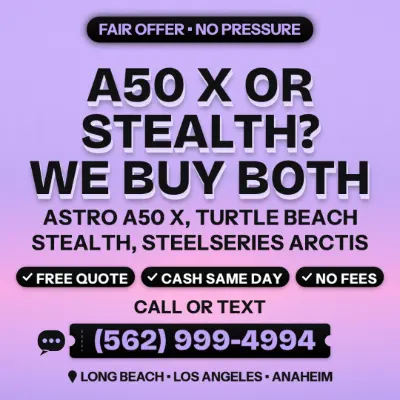 FAIR OFFER • NO PRESSURE
A50 X OR
STEALTH?
WE BUY BOTH
ASTRO A50 X, TURTLE BEACH
STEALTH, STEELSERIES ARCTIS
✓ FREE QUOTE ✓ CASH SAME DAY ✓ NO FEES
CALL OR TEXT
(562) 999-4994
LONG BEACH • LOS ANGELES • ANAHEIM